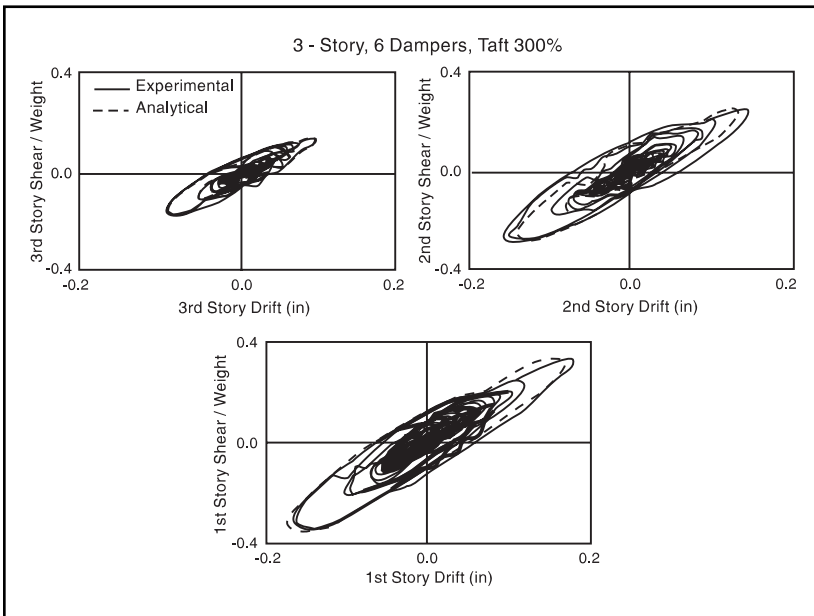 3 - Story, 6 Dampers, Taft 300%
0.4
Experimental
Analytical
3rd Story Shear / Weight
0.0
-0.4
-0.2
0.0
0.2
3rd Story Drift (in)
0.4
2nd Story Shear / Weight
0.0
-0.4
-0.2
0.0
0.2
2nd Story Drift (in)
0.4
1st Story Shear / Weight
0.0
-0.4
-0.2
0.0
0.2
1st Story Drift (in)